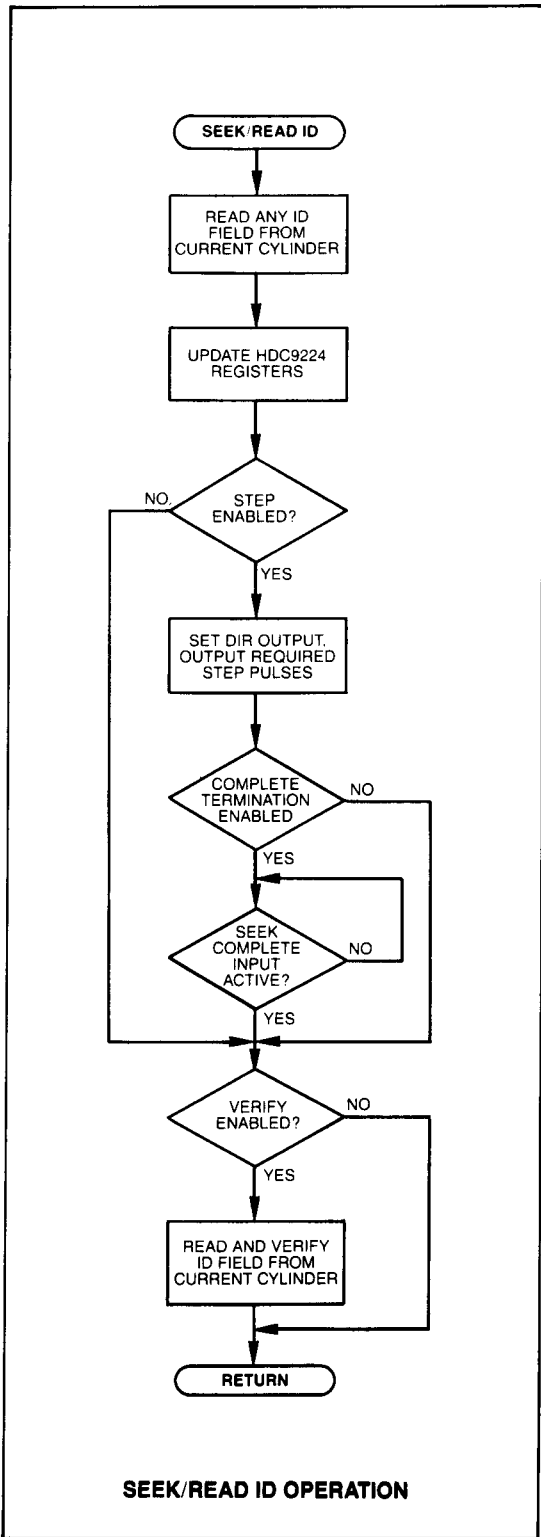 SEEK/READ ID
READ ANY ID
FIELD FROM
CURRENT CYLINDER
UPDATE HDC9224
REGISTERS
NO.
STEP
ENABLED?
YES
SET DIR OUTPUT.
OUTPUT REQUIRED
STEP PULSES
COMPLETE
TERMINATION
ENABLED
NO
YES
SEEK
COMPLETE
INPUT
ACTIVE?
NO
YES
VERIFY
ENABLED?
NO
YES
READ AND VERIFY
ID FIELD FROM
CURRENT CYLINDER
RETURN
SEEK/READ ID OPERATION